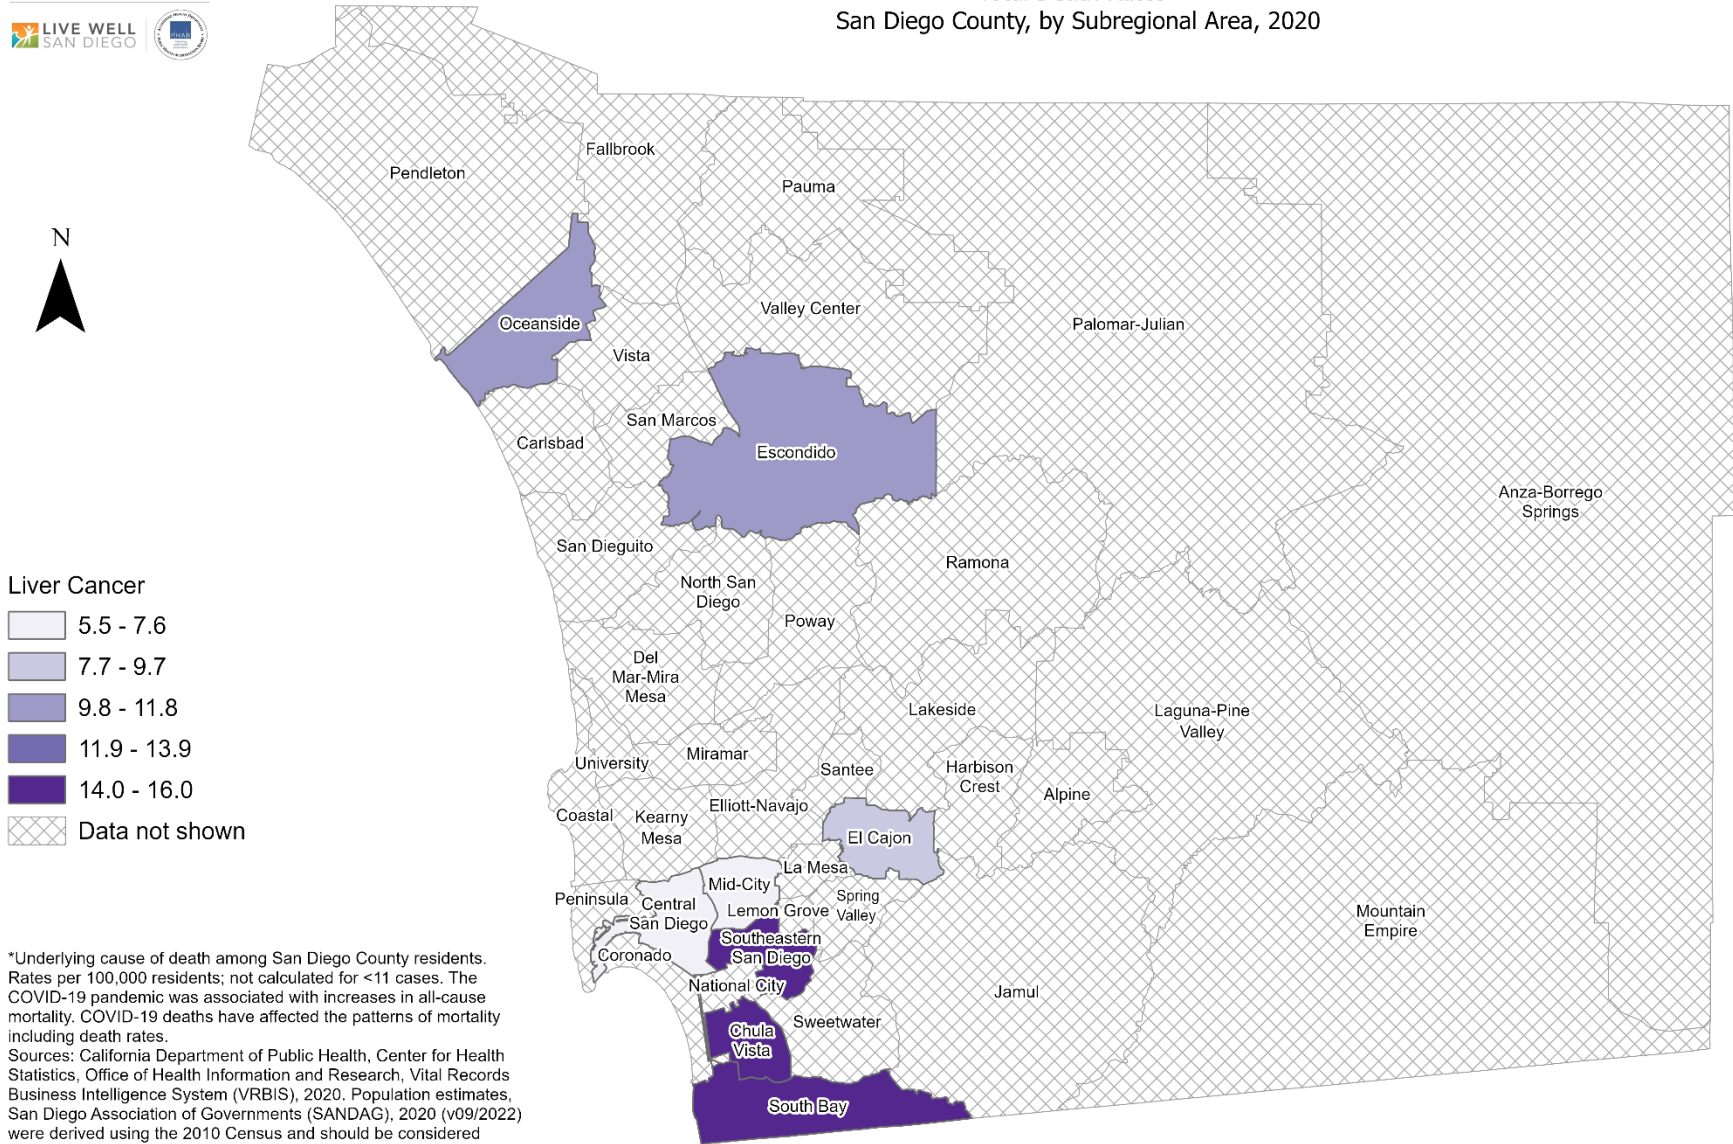 LIVE WELL
SAN DIEGO
PHAB
San Diego County, by Subregional Area, 2020
Fallbrook
Pendleton
Pauma
N
Valley Center
Oceanside
Palomar-Julian
Vista
San Marcos
Carlsbad
Escondido
Anza-Borrego
Springs
San Dieguito
Ramona
North San
Diego
Poway
Del
Mar-Mira
Mesa
Lakeside
Laguna-Pine
Valley
Miramar
University
Santee
Harbison
Crest
Alpine
Elliott-Navajo
Coastal
Kearny
Mesa
El Cajon
La Mesa
Mid-City
Peninsula
Central
San Diego
Spring
Valley
Lemon Grove
Mountain
Empire
Southeastern
San Diego
Coronado
National City
Jamul
Sweetwater
Chula
Vista
South Bay
Liver Cancer
5.5 - 7.6
7.7 - 9.7
9.8 - 11.8
11.9 - 13.9
14.0 - 16.0
Data not shown
*Underlying cause of death among San Diego County residents.
Rates per 100,000 residents; not calculated for <11 cases. The
COVID-19 pandemic was associated with increases in all-cause
mortality. COVID-19 deaths have affected the patterns of mortality
including death rates.
Sources: California Department of Public Health, Center for Health
Statistics, Office of Health Information and Research, Vital Records
Business Intelligence System (VRBIS), 2020. Population estimates,
San Diego Association of Governments (SANDAG), 2020 (v09/2022)
were derived using the 2010 Census and should be considered